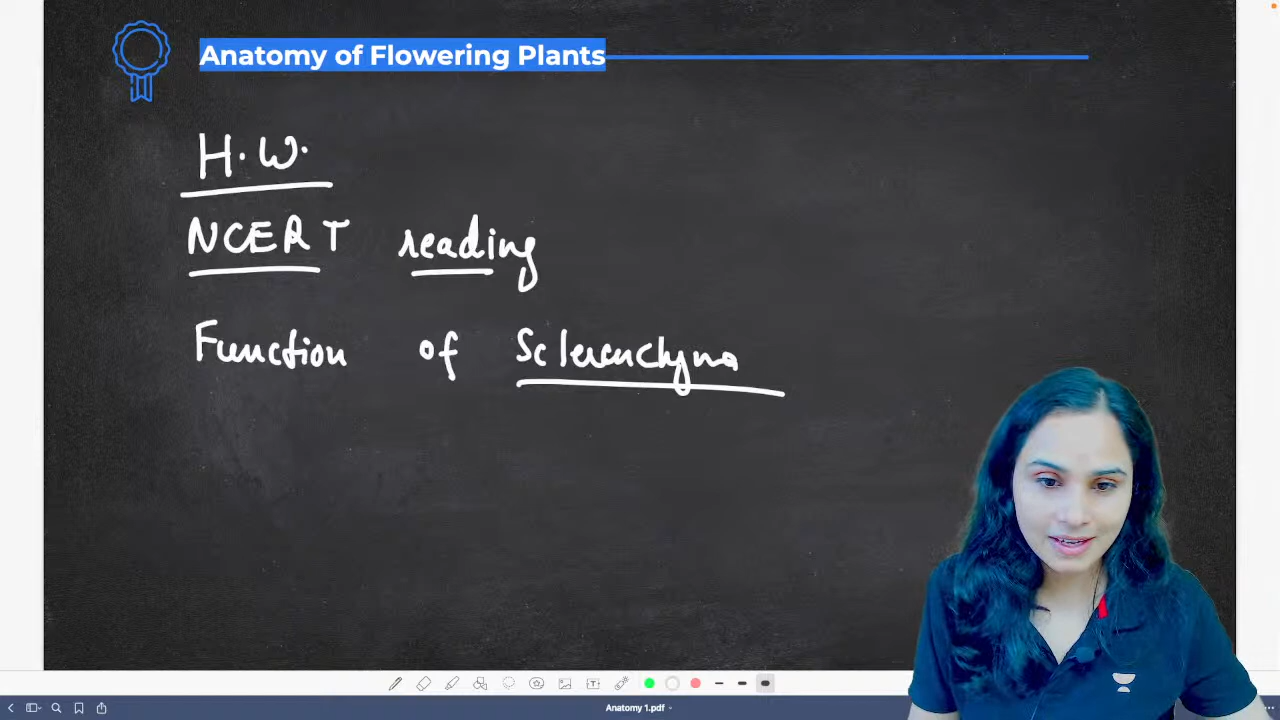 Anatomy of Flowering Plants
H.W.
NCERT reading
Function of Sclerenchyma
Anatomy 1.pdf